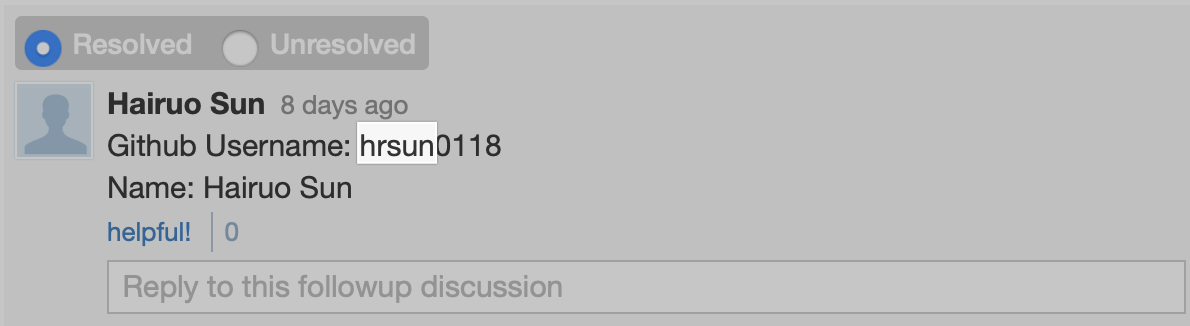 Resolved Unresolved
Hairuo Sun 8 days ago
Github Username: hrsun0118
Name: Hairuo Sun
helpful! 0
Reply to this followup discussion